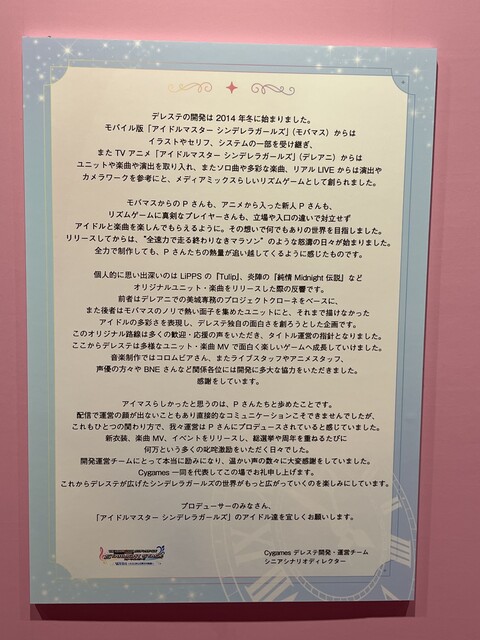 デレステの開発は 2014 年冬に始まりました。
モバイル版「アイドルマスター シンデレラガールズ」（モバマス）からは
イラストやセリフ、システムの一部を受け継ぎ、
また TV アニメ「アイドルマスター シンデレラガールズ」（デレアニ）からは
ユニットや楽曲や演出を取り入れ、またソロ曲や多彩な楽曲、リアル LIVE からは演出や
カメラワークを参考にと、メディアミックスらしいリズムゲームとして創られました。
モバマスからの P さんも、アニメから入った新人 P さんも、
リズムゲームに真剣なプレイヤーさんも、立場や入口の違いで対立せず
アイドルと楽曲を楽しんでもらえるように。その想いで何でもありの世界を目指しました。
リリースしてからは、"全速力で走る終わりなきマラソン" のような怒濤の日々が始まりました。
全力で制作しても、P さんたちの熱量が追い越してくるように感じたものです。
個人的に思い出深いのは LiPPS の『Tulip』、炎陣の『純情 Midnight 伝説』など
オリジナルユニット・楽曲をリリースした際の反響です。
前者はデレアニでの美城専務のプロジェクトクローネをベースに、
また後者はモバマスのノリで熱い面子を集めたユニットにと、それまで描けなかった
アイドルの多彩さを表現し、デレステ独自の面白さを創ろうとした企画です。
このオリジナル路線は多くの歓迎・応援の声をいただき、タイトル運営の指針となりました。
ここからデレステは多様なユニット・楽曲 MV で面白く楽しいゲームへ成長していけました。
音楽制作ではコロムビアさん、またライブスタッフやアニメスタッフ、
声優の方々や BNE さんなど関係各位には開発に多大な協力をいただきました。
感謝をしています。
アイマスらしかったと思うのは、P さんたちと歩めたことです。
配信で運営の顔が出ないこともあり直接的なコミュニケーションこそできませんでしたが、
これもひとつの関わり方で、我々運営は P さんにプロデュースされていると感じていました。
新衣装、楽曲 MV、イベントをリリースし、総選挙や周年を重ねるたびに
何万という多くの叱咤激励をいただく日々でした。
開発運営チームにとって本当に励みになり、温かい声の数々に大変感謝をしていました。
Cygames 一同を代表してこの場でお礼申し上げます。
これからデレステが広げたシンデレラガールズの世界がもっと広がっていくのを楽しみにしています。
プロデューサーのみなさん、
「アイドルマスター シンデレラガールズ」のアイドル達を宜しくお願いします。
Cygames デレステ開発・運営チーム
シニアシナリオディレクター